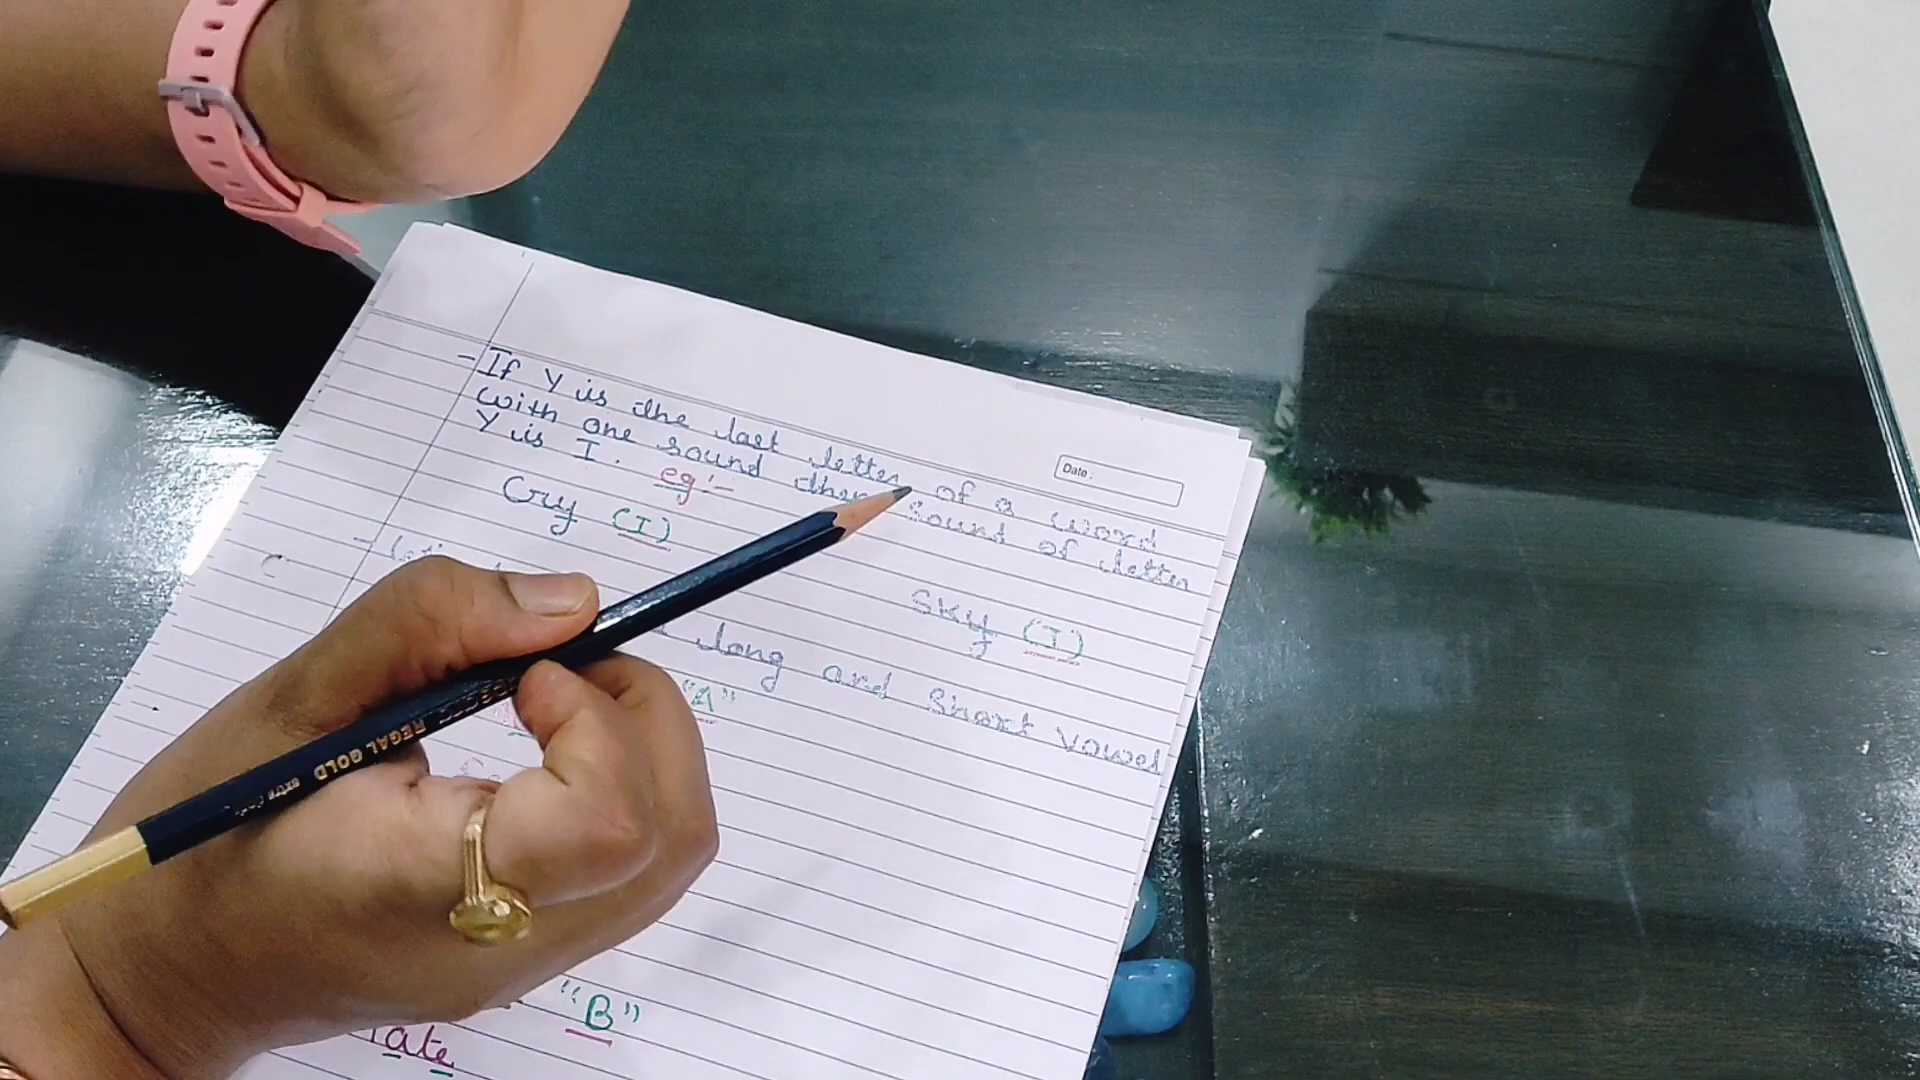 Date:
- If Y is the last letter of a word
with one sound then sound of letter
Y is I. eg:-
Cry (I) Sky (I)
long and Short Vowel
"A"
REGAL GOLD
"B"